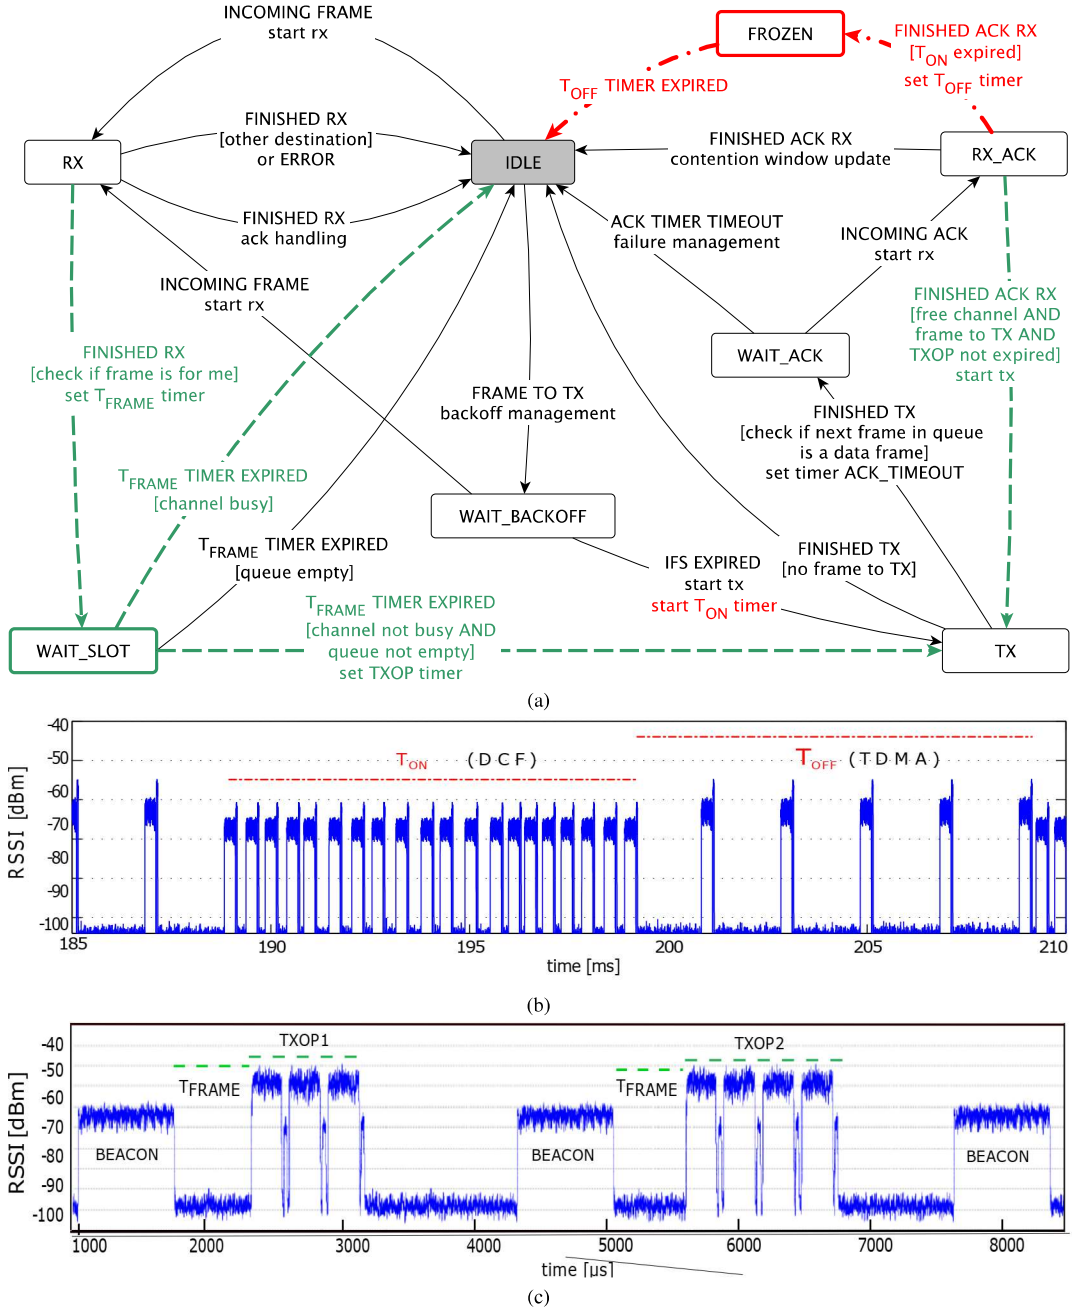 INCOMING FRAME
start rx
FROZEN
FINISHED ACK RX
[TON expired]
set TOFF timer
TOFF TIMER EXPIRED
FINISHED RX
[other destination]
or ERROR
FINISHED ACK RX
contention window update
RX
IDLE
RX_ACK
FINISHED RX
ack handling
ACK TIMER TIMEOUT
failure management
INCOMING ACK
start rx
INCOMING FRAME
start rx
FINISHED ACK RX
[free channel AND
frame to TX AND
TXOP not expired]
start tx
FINISHED RX
[check if frame is for me]
set TFRAME timer
WAIT_ACK
FRAME TO TX
backoff management
FINISHED TX
[check if next frame in queue
is a data frame]
set timer ACK_TIMEOUT
TFRAME TIMER EXPIRED
[channel busy]
WAIT_BACKOFF
TFRAME TIMER EXPIRED
[queue empty]
IFS EXPIRED
start tx
start TON timer
FINISHED TX
[no frame to TX]
TFRAME TIMER EXPIRED
[channel not busy AND
queue not empty]
set TXOP timer
WAIT_SLOT
TX
(a)
-40
-50
-60
-70
-80
-90
-100
RSSI [dBm]
TON (DCF)
TOFF (TDMA)
185 190 195 200 205 210
time [ms]
(b)
-40
-50
-60
-70
-80
-90
-100
RSSI [dBm]
TXOP1
TXOP2
TFRAME
TFRAME
BEACON
BEACON
BEACON
1000 2000 3000 4000 5000 6000 7000 8000
time [µs]
(c)